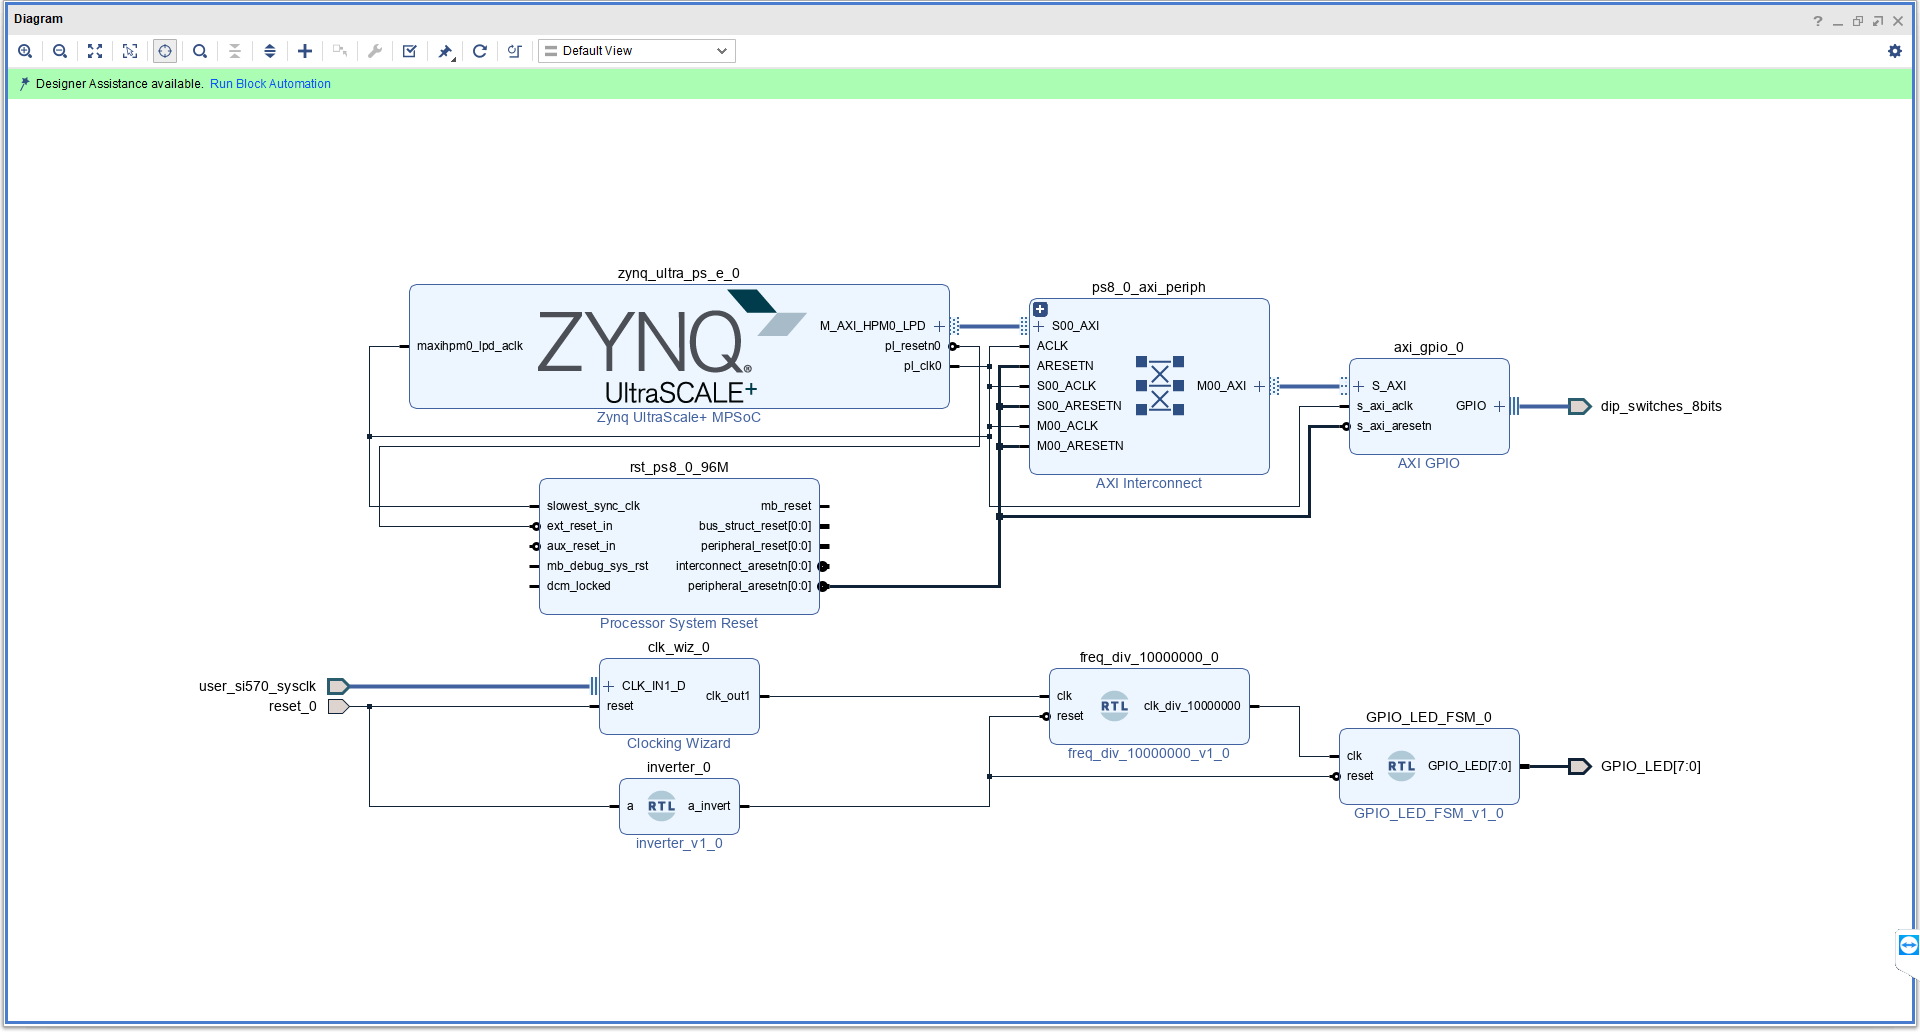 Diagram
Default View
Designer Assistance available. Run Block Automation
zynq_ultra_ps_e_0
maxihpm0_lpd_aclk
ZYNQ®
UltraSCALE+
M_AXI_HPM0_LPD
pl_resetn0
pl_clk0
Zynq UltraScale+ MPSoC
ps8_0_axi_periph
S00_AXI
ACLK
ARESETN
S00_ACLK
S00_ARESETN
M00_ACLK
M00_ARESETN
M00_AXI
AXI Interconnect
axi_gpio_0
S_AXI
s_axi_aclk
s_axi_aresetn
GPIO
AXI GPIO
dip_switches_8bits
rst_ps8_0_96M
slowest_sync_clk
ext_reset_in
aux_reset_in
mb_debug_sys_rst
dcm_locked
mb_reset
bus_struct_reset[0:0]
peripheral_reset[0:0]
interconnect_aresetn[0:0]
peripheral_aresetn[0:0]
Processor System Reset
user_si570_sysclk
reset_0
clk_wiz_0
CLK_IN1_D
reset
clk_out1
Clocking Wizard
inverter_0
a
RTL
a_invert
inverter_v1_0
freq_div_10000000_0
clk
reset
RTL
clk_div_10000000
freq_div_10000000_v1_0
GPIO_LED_FSM_0
clk
reset
RTL
GPIO_LED[7:0]
GPIO_LED_FSM_v1_0
GPIO_LED[7:0]